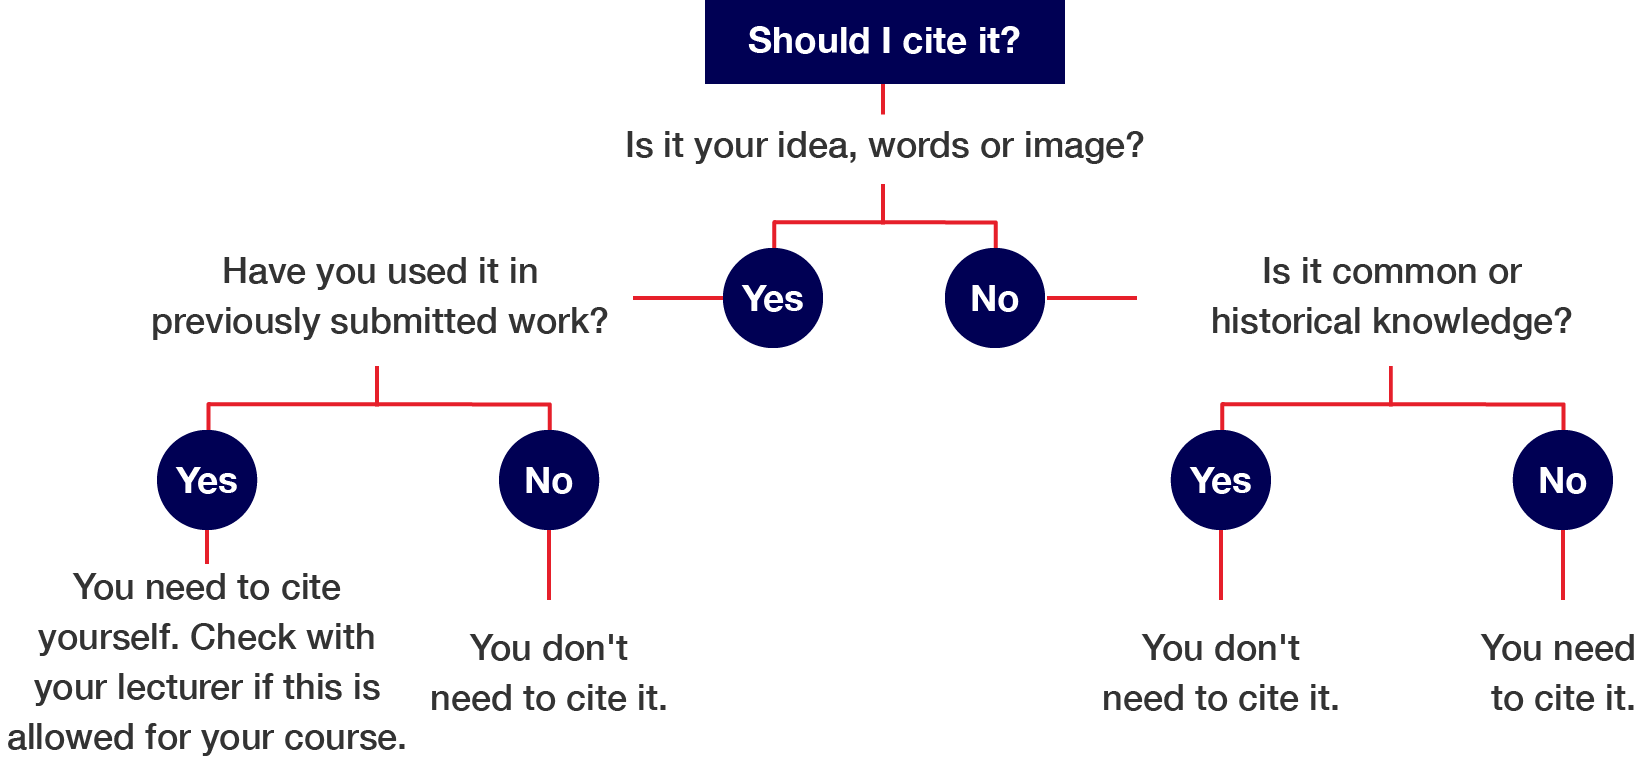 Should I cite it?
Is it your idea, words or image?
Have you used it in
previously submitted work?
Yes
No
Is it common or
historical knowledge?
Yes
No
Yes
No
You need to cite
yourself. Check with
your lecturer if this is
allowed for your course.
You don't
need to cite it.
You don't
need to cite it.
You need
to cite it.